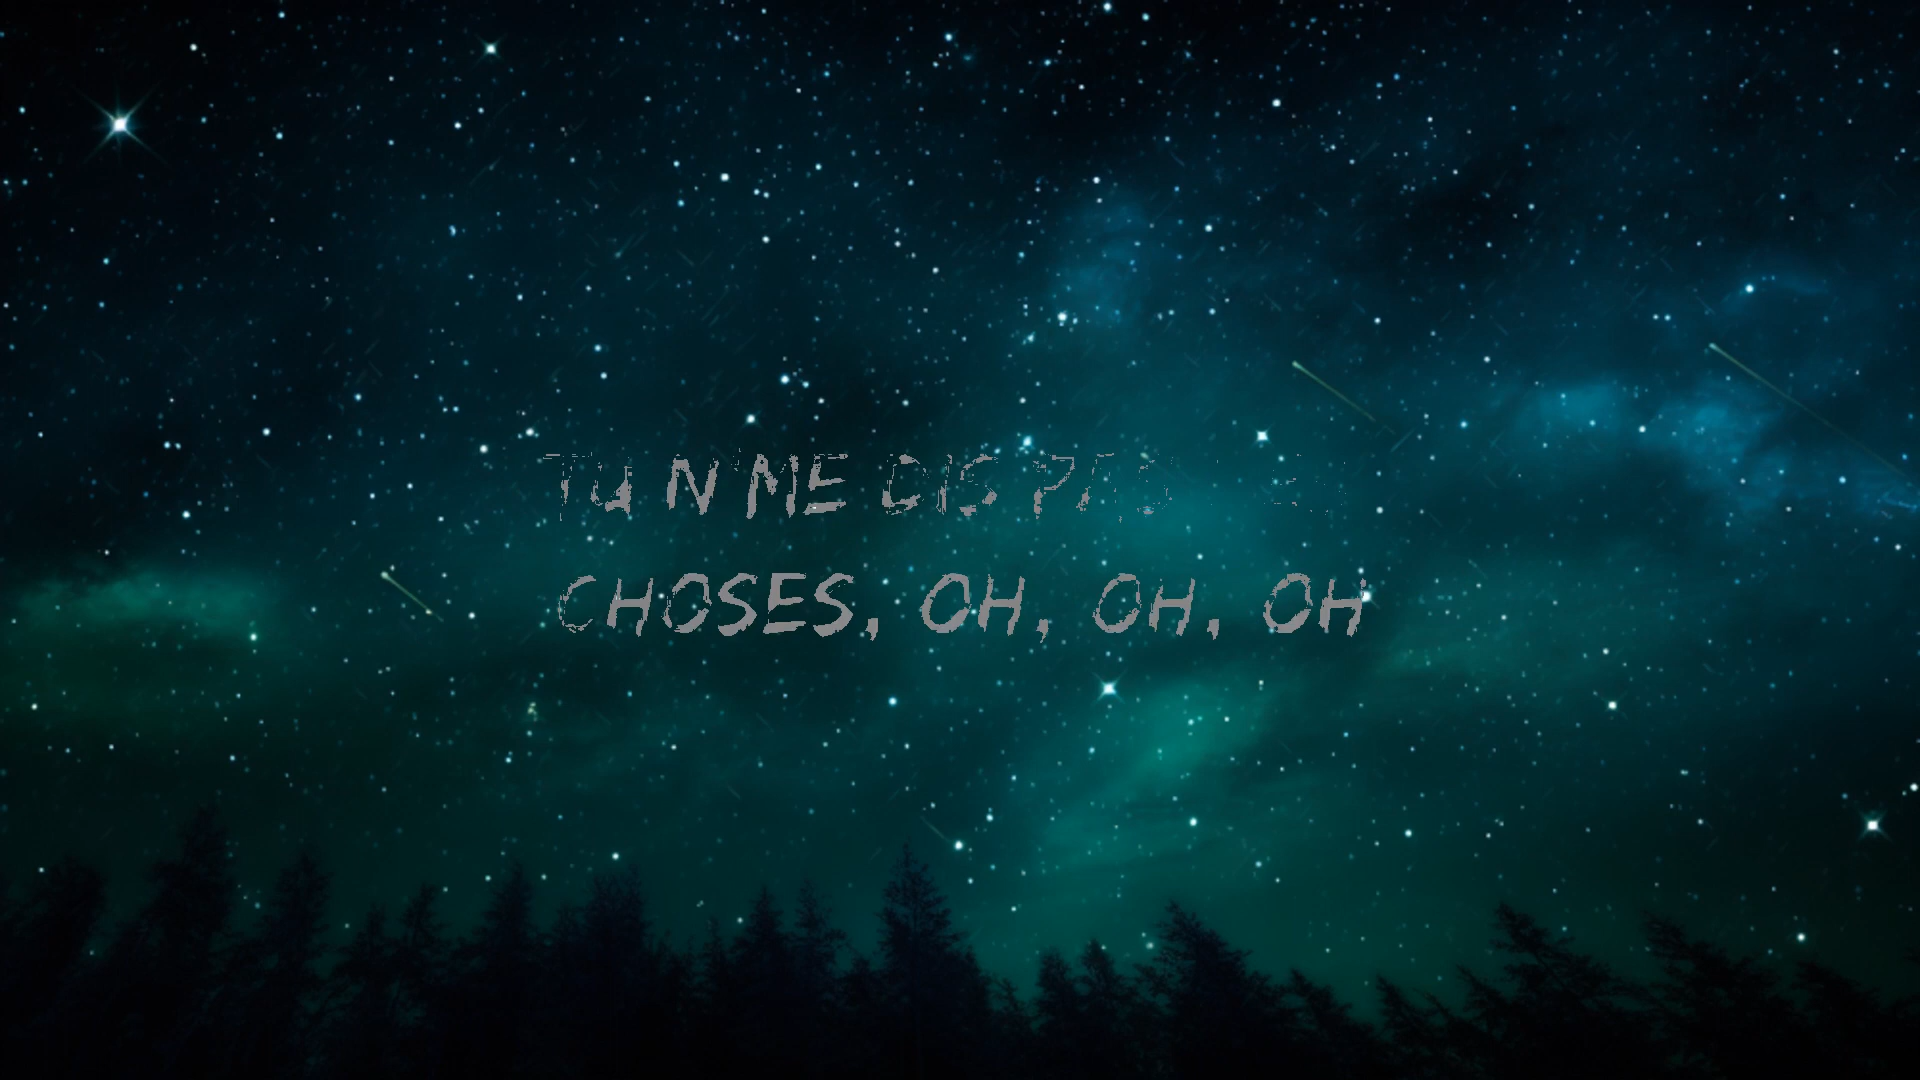 TU N'ME DIS PAS
CHOSES, OH, OH, OH